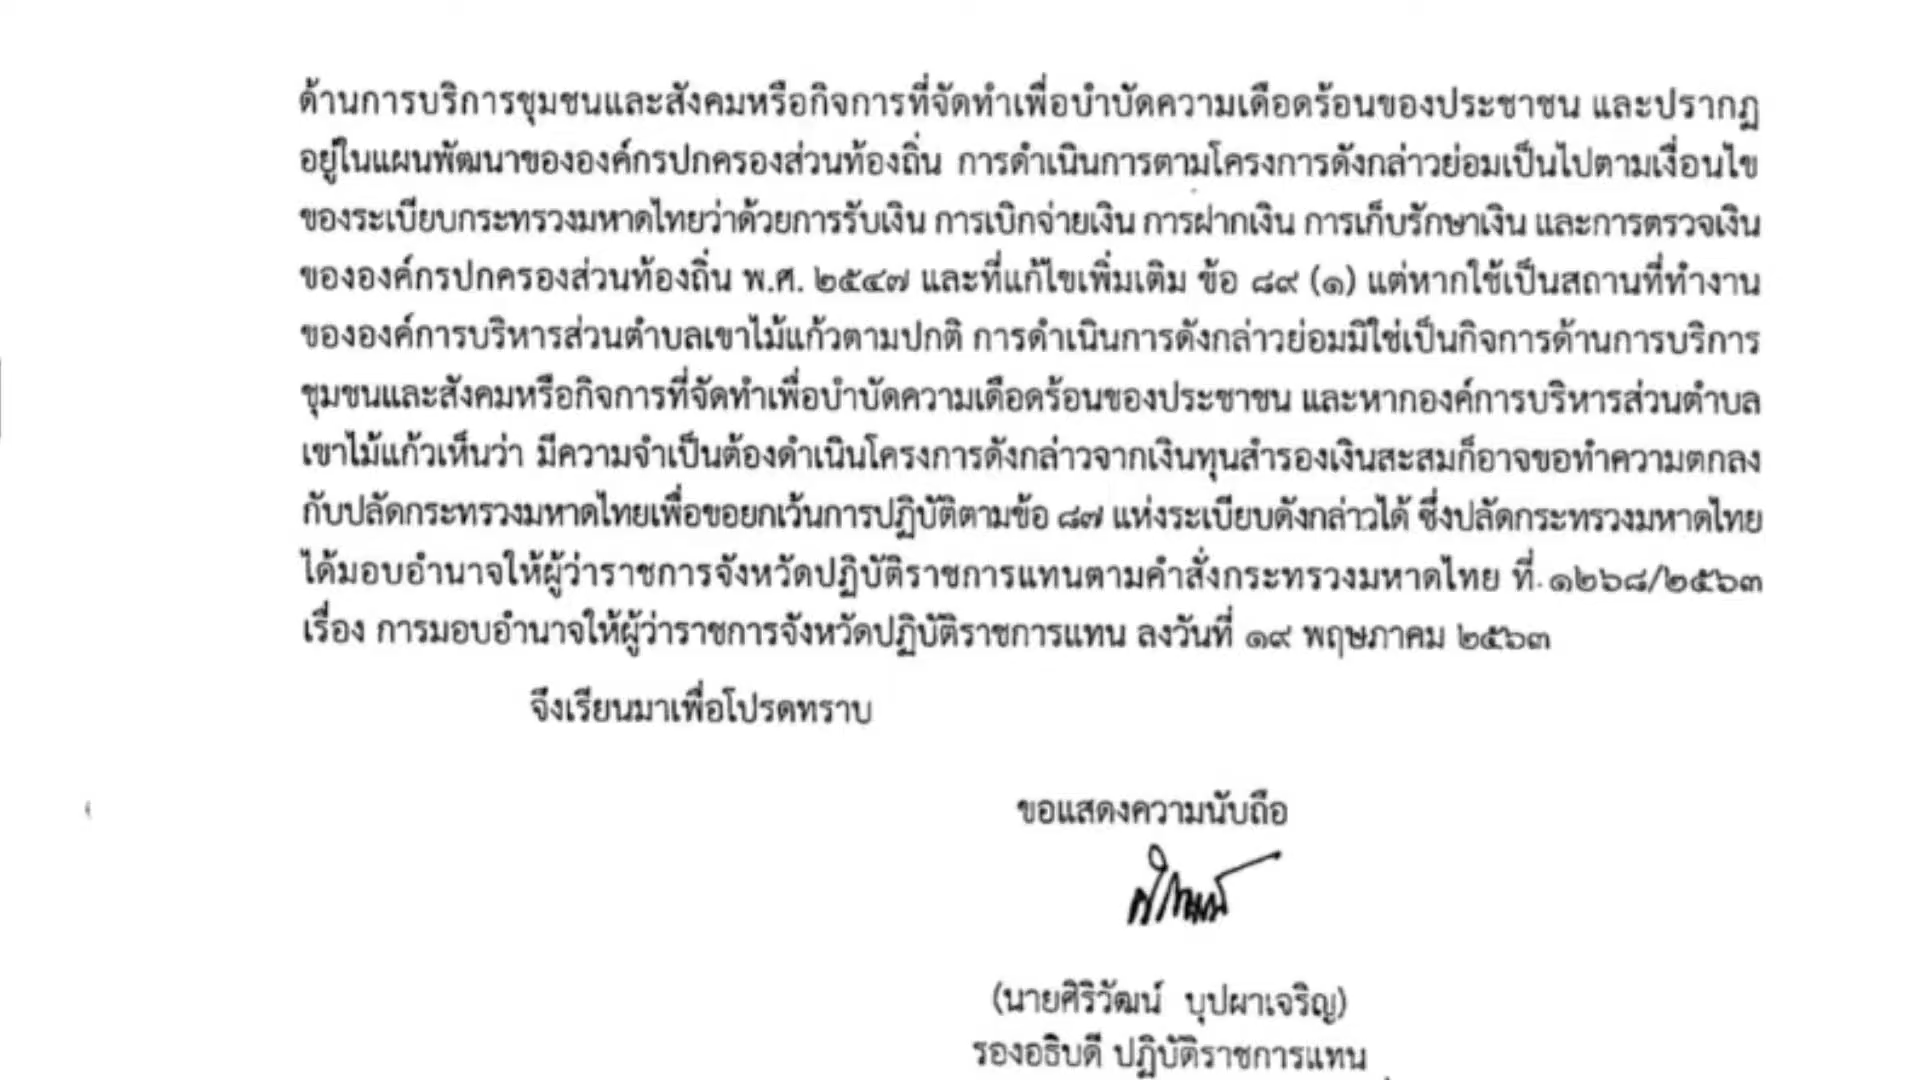 ด้านการบริการชุมชนและสังคมหรือกิจการที่จัดทำเพื่อบำบัดความเดือดร้อนของประชาชน และปรากฏ
อยู่ในแผนพัฒนาขององค์กรปกครองส่วนท้องถิ่น การดำเนินการตามโครงการดังกล่าวย่อมเป็นไปตามเงื่อนไข
ของระเบียบกระทรวงมหาดไทยว่าด้วยการรับเงิน การเบิกจ่ายเงิน การฝากเงิน การเก็บรักษาเงิน และการตรวจเงิน
ขององค์กรปกครองส่วนท้องถิ่น พ.ศ. ๒๕๔๗ และที่แก้ไขเพิ่มเติม ข้อ ๘๙ (๑) แต่หากใช้เป็นสถานที่ทำงาน
ขององค์การบริหารส่วนตำบลเขาไม้แก้วตามปกติ การดำเนินการดังกล่าวย่อมมิใช่เป็นกิจการด้านการบริการ
ชุมชนและสังคมหรือกิจการที่จัดทำเพื่อบำบัดความเดือดร้อนของประชาชน และหากองค์การบริหารส่วนตำบล
เขาไม้แก้วเห็นว่า มีความจำเป็นต้องดำเนินโครงการดังกล่าวจากเงินทุนสำรองเงินสะสมก็อาจขอทำความตกลง
กับปลัดกระทรวงมหาดไทยเพื่อขอยกเว้นการปฏิบัติตามข้อ ๘๗ แห่งระเบียบดังกล่าวได้ ซึ่งปลัดกระทรวงมหาดไทย
ได้มอบอำนาจให้ผู้ว่าราชการจังหวัดปฏิบัติราชการแทนตามคำสั่งกระทรวงมหาดไทย ที่ ๑๒๖๘/๒๕๖๓
เรื่อง การมอบอำนาจให้ผู้ว่าราชการจังหวัดปฏิบัติราชการแทน ลงวันที่ ๑๙ พฤษภาคม ๒๕๖๓
จึงเรียนมาเพื่อโปรดทราบ
ขอแสดงความนับถือ
(นายศิริวัฒน์ บุปผาเจริญ)
รองอธิบดี ปฏิบัติราชการแทน